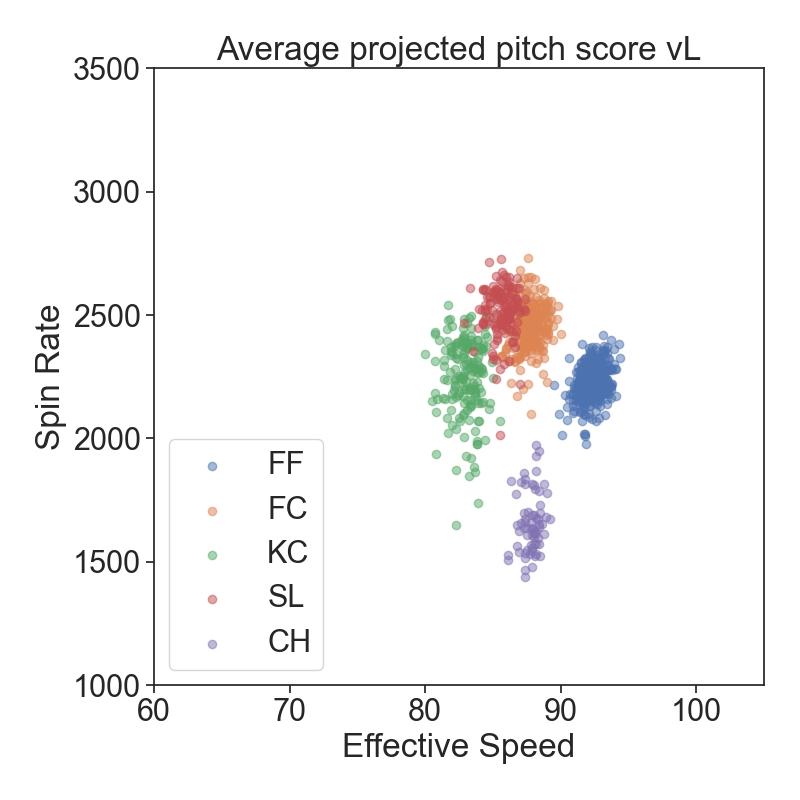 Average projected pitch score vL
3500
3000
2500
2000
1500
1000
Spin Rate
FF
FC
KC
SL
CH
60 70 80 90 100
Effective Speed